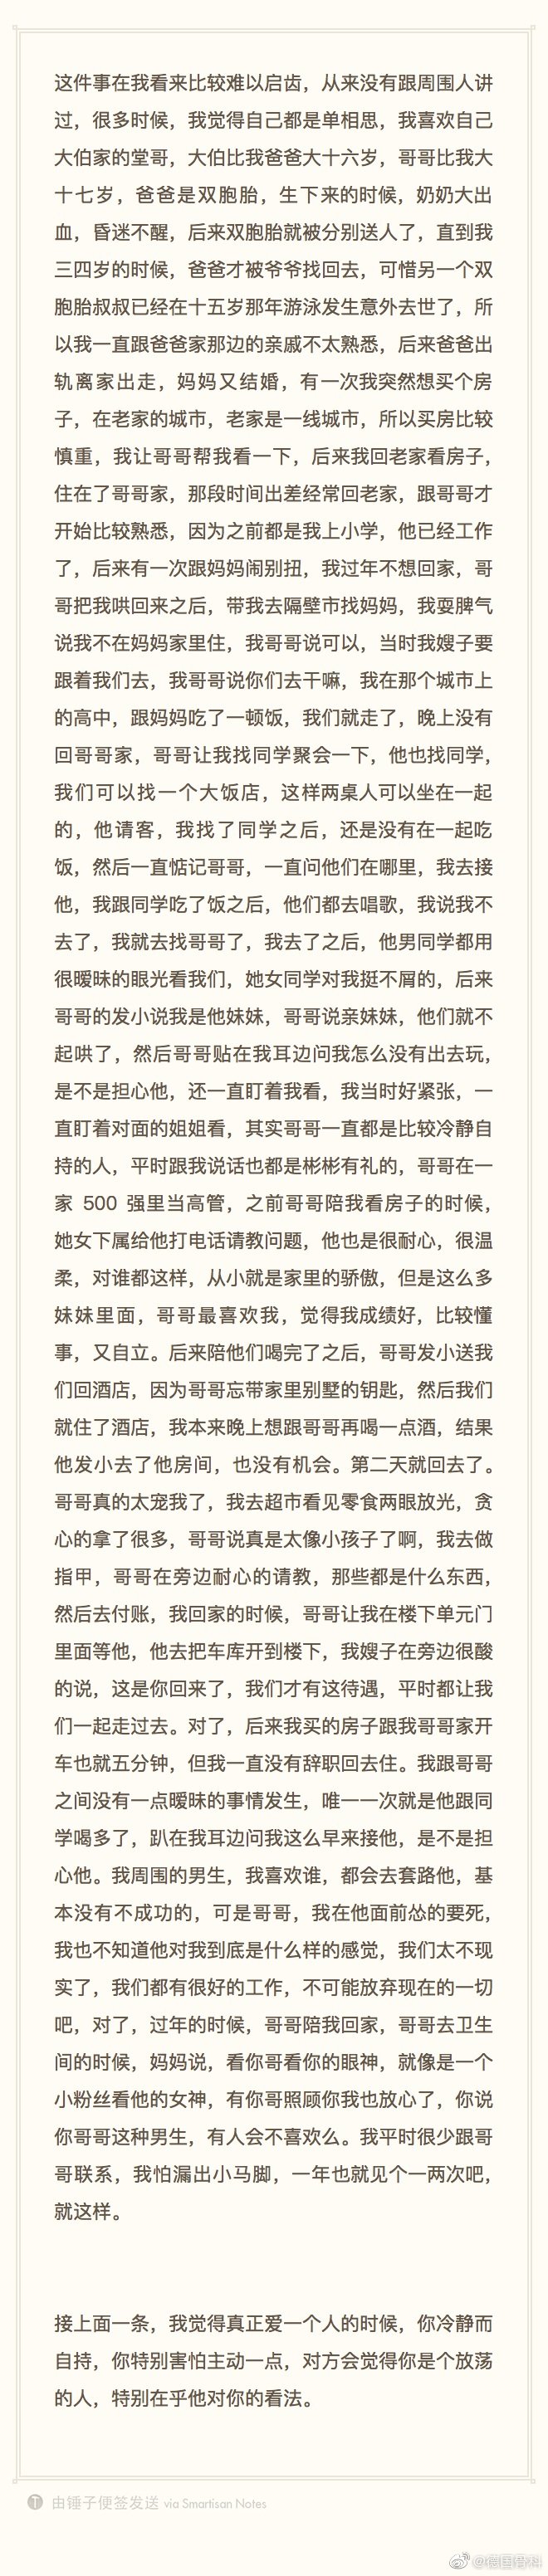 这件事在我看来比较难以启齿，从来没有跟周围人讲
过，很多时候，我觉得自己都是单相思，我喜欢自己
大伯家的堂哥，大伯比我爸爸大十六岁，哥哥比我大
十七岁，爸爸是双胞胎，生下来的时候，奶奶大出
血，昏迷不醒，后来双胞胎就被分别送人了，直到我
三四岁的时候，爸爸才被爷爷找回去，可惜另一个双
胞胎叔叔已经在十五岁那年游泳发生意外去世了，所
以我一直跟爸爸家那边的亲戚不太熟悉，后来爸爸出
轨离家出走，妈妈又结婚，有一次我突然想买个房
子，在老家的城市，老家是一线城市，所以买房比较
慎重，我让哥哥帮我看一下，后来我回老家看房子，
住在了哥哥家，那段时间出差经常回老家，跟哥哥才
开始比较熟悉，因为之前都是我上小学，他已经工作
了，后来有一次跟妈妈闹别扭，我过年不想回家，哥
哥把我哄回来之后，带我去隔壁市找妈妈，我耍脾气
说我不在妈妈家里住，我哥哥说可以，当时我嫂子要
跟着我们去，我哥哥说你们去干嘛，我在那个城市上
的高中，跟妈妈吃了一顿饭，我们就走了，晚上没有
回哥哥家，哥哥让我找同学聚会一下，他也找同学，
我们可以找一个大饭店，这样两桌人可以坐在一起
的，他请客，我找了同学之后，还是没有在一起吃
饭，然后一直惦记哥哥，一直问他们在哪里，我去接
他，我跟同学吃了饭之后，他们都去唱歌，我说我不
去了，我就去找哥哥了，我去了之后，他男同学都用
很暧昧的眼光看我们，她女同学对我挺不屑的，后来
哥哥的发小说我是他妹妹，哥哥说亲妹妹，他们就不
起哄了，然后哥哥贴在我耳边问我怎么没有出去玩，
是不是担心他，还一直盯着我看，我当时好紧张，一
直盯着对面的姐姐看，其实哥哥一直都是比较冷静自
持的人，平时跟我说话也都是彬彬有礼的，哥哥在一
家 500 强里当高管，之前哥哥陪我看房子的时候，
她女下属给他打电话请教问题，他也是很耐心，很温
柔，对谁都这样，从小就是家里的骄傲，但是这么多
妹妹里面，哥哥最喜欢我，觉得我成绩好，比较懂
事，又自立。后来陪他们喝完了之后，哥哥发小送我
们回酒店，因为哥哥忘带家里别墅的钥匙，然后我们
就住了酒店，我本来晚上想跟哥哥再喝一点酒，结果
他发小去了他房间，也没有机会。第二天就回去了。
哥哥真的太宠我了，我去超市看见零食两眼放光，贪
心的拿了很多，哥哥说真是太像小孩子了啊，我去做
指甲，哥哥在旁边耐心的请教，那些都是什么东西，
然后去付账，我回家的时候，哥哥让我在楼下单元门
里面等他，他去把车库开到楼下，我嫂子在旁边很酸
的说，这是你回来了，我们才有这待遇，平时都让我
们一起走过去。对了，后来我买的房子跟我哥哥家开
车也就五分钟，但我一直没有辞职回去住。我跟哥哥
之间没有一点暧昧的事情发生，唯一一次就是他跟同
学喝多了，趴在我耳边问我这么早来接他，是不是担
心他。我周围的男生，我喜欢谁，都会去套路他，基
本没有不成功的，可是哥哥，我在他面前怂的要死，
我也不知道他对我到底是什么样的感觉，我们太不现
实了，我们都有很好的工作，不可能放弃现在的一切
吧，对了，过年的时候，哥哥陪我回家，哥哥去卫生
间的时候，妈妈说，看你哥看你的眼神，就像是一个
小粉丝看他的女神，有你哥照顾你我也放心了，你说
你哥哥这种男生，有人会不喜欢么。我平时很少跟哥
哥联系，我怕漏出小马脚，一年也就见个一两次吧，
就这样。
接上面一条，我觉得真正爱一个人的时候，你冷静而
自持，你特别害怕主动一点，对方会觉得你是个放荡
的人，特别在乎他对你的看法。
由锤子便签发送 via Smartisan Notes
@德国骨科